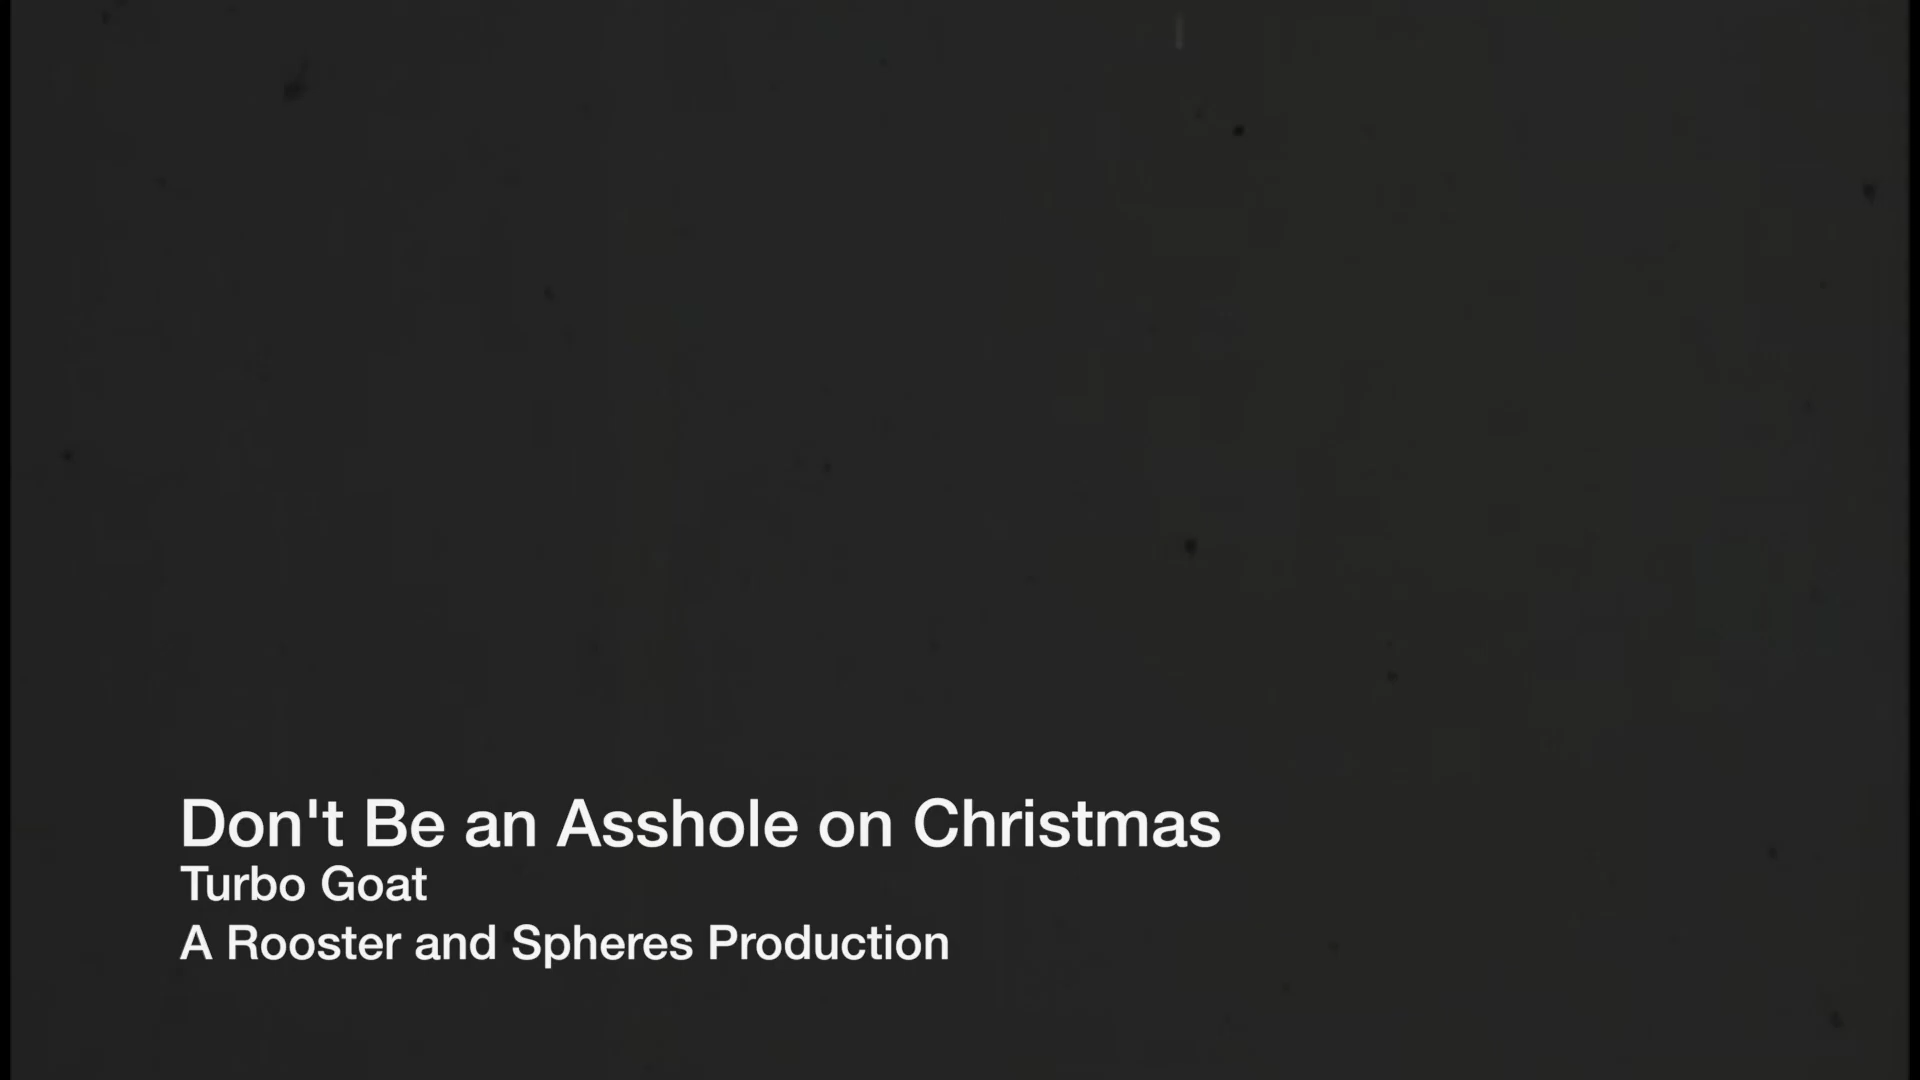 Don't Be an Asshole on Christmas
Turbo Goat
A Rooster and Spheres Production